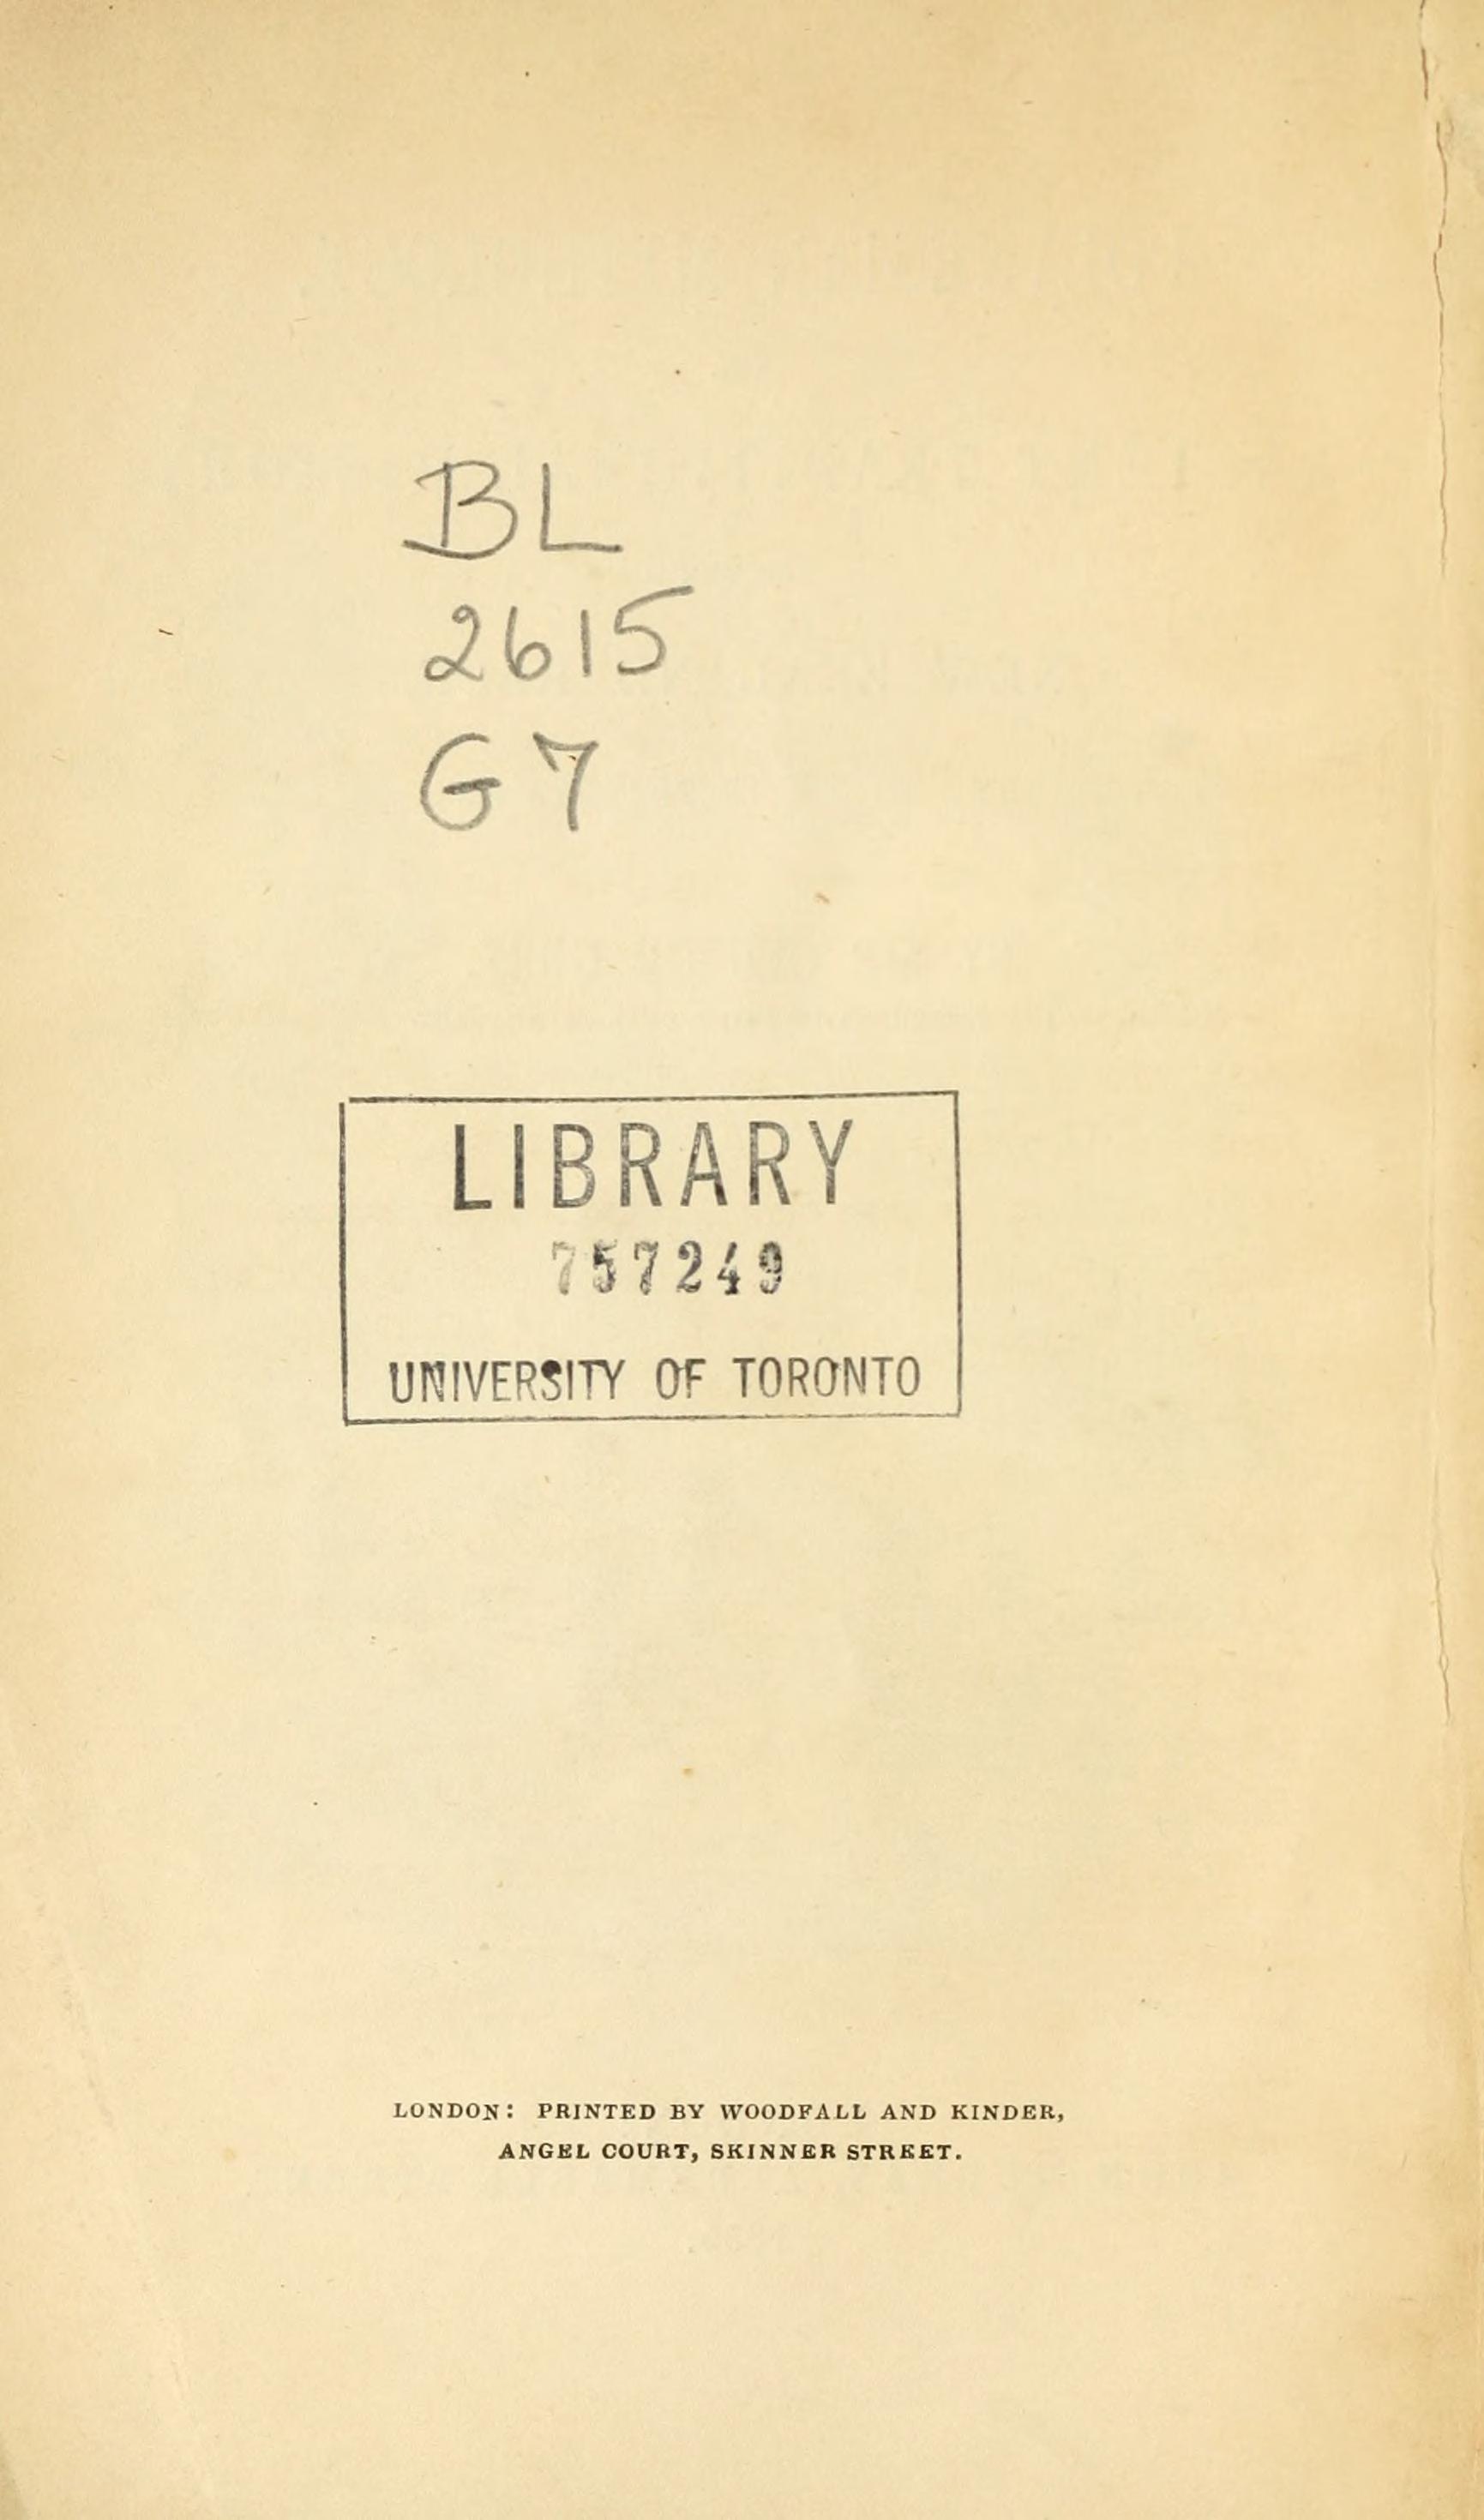 BL
2615
G7
LIBRARY
757249
UNIVERSITY OF TORONTO
LONDON: PRINTED BY WOODFALL AND KINDER,
ANGEL COURT, SKINNER STREET.